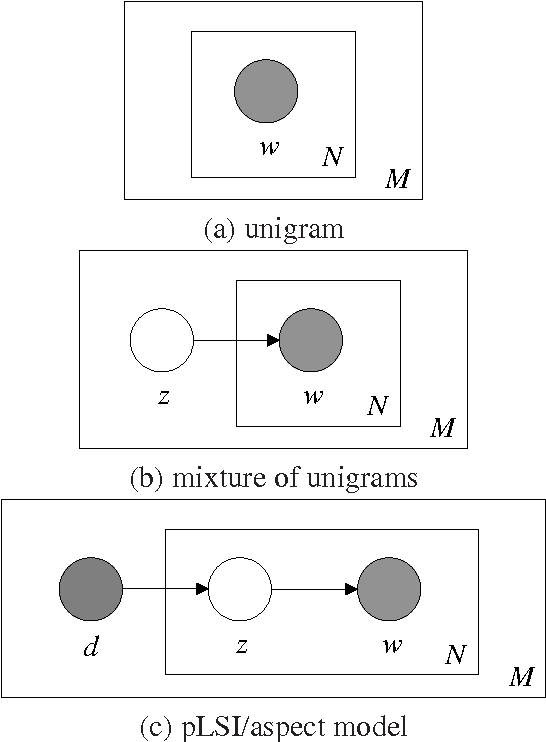 w
N
M
(a) unigram
z
w
N
M
(b) mixture of unigrams
d
z
w
N
M
(c) pLSI/aspect model